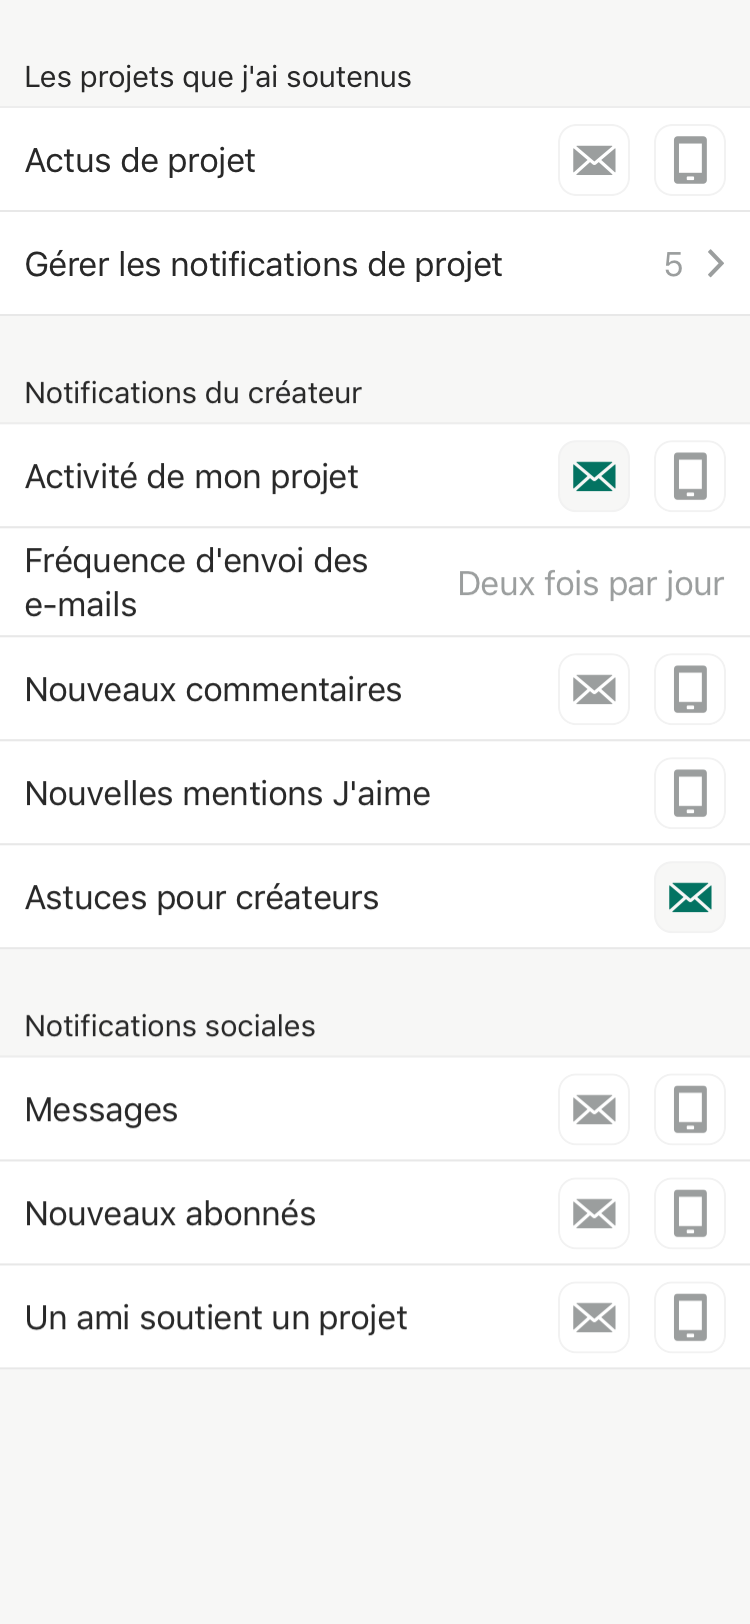 Les projets que j'ai soutenus
Actus de projet
Gérer les notifications de projet 5
Notifications du créateur
Activité de mon projet
Fréquence d'envoi des
e-mails
Deux fois par jour
Nouveaux commentaires
Nouvelles mentions J'aime
Astuces pour créateurs
Notifications sociales
Messages
Nouveaux abonnés
Un ami soutient un projet